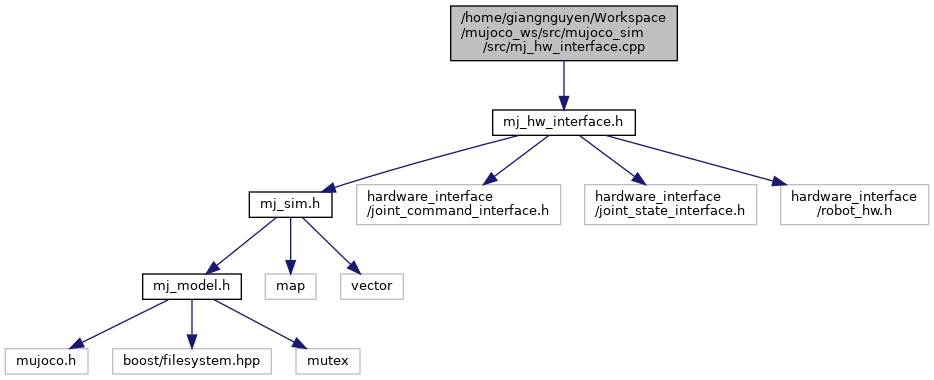 /home/giangnguyen/Workspace
/mujoco_ws/src/mujoco_sim
/src/mj_hw_interface.cpp
mj_hw_interface.h
mj_sim.h
hardware_interface
/joint_command_interface.h
hardware_interface
/joint_state_interface.h
hardware_interface
/robot_hw.h
mj_model.h
map
vector
mujoco.h
boost/filesystem.hpp
mutex